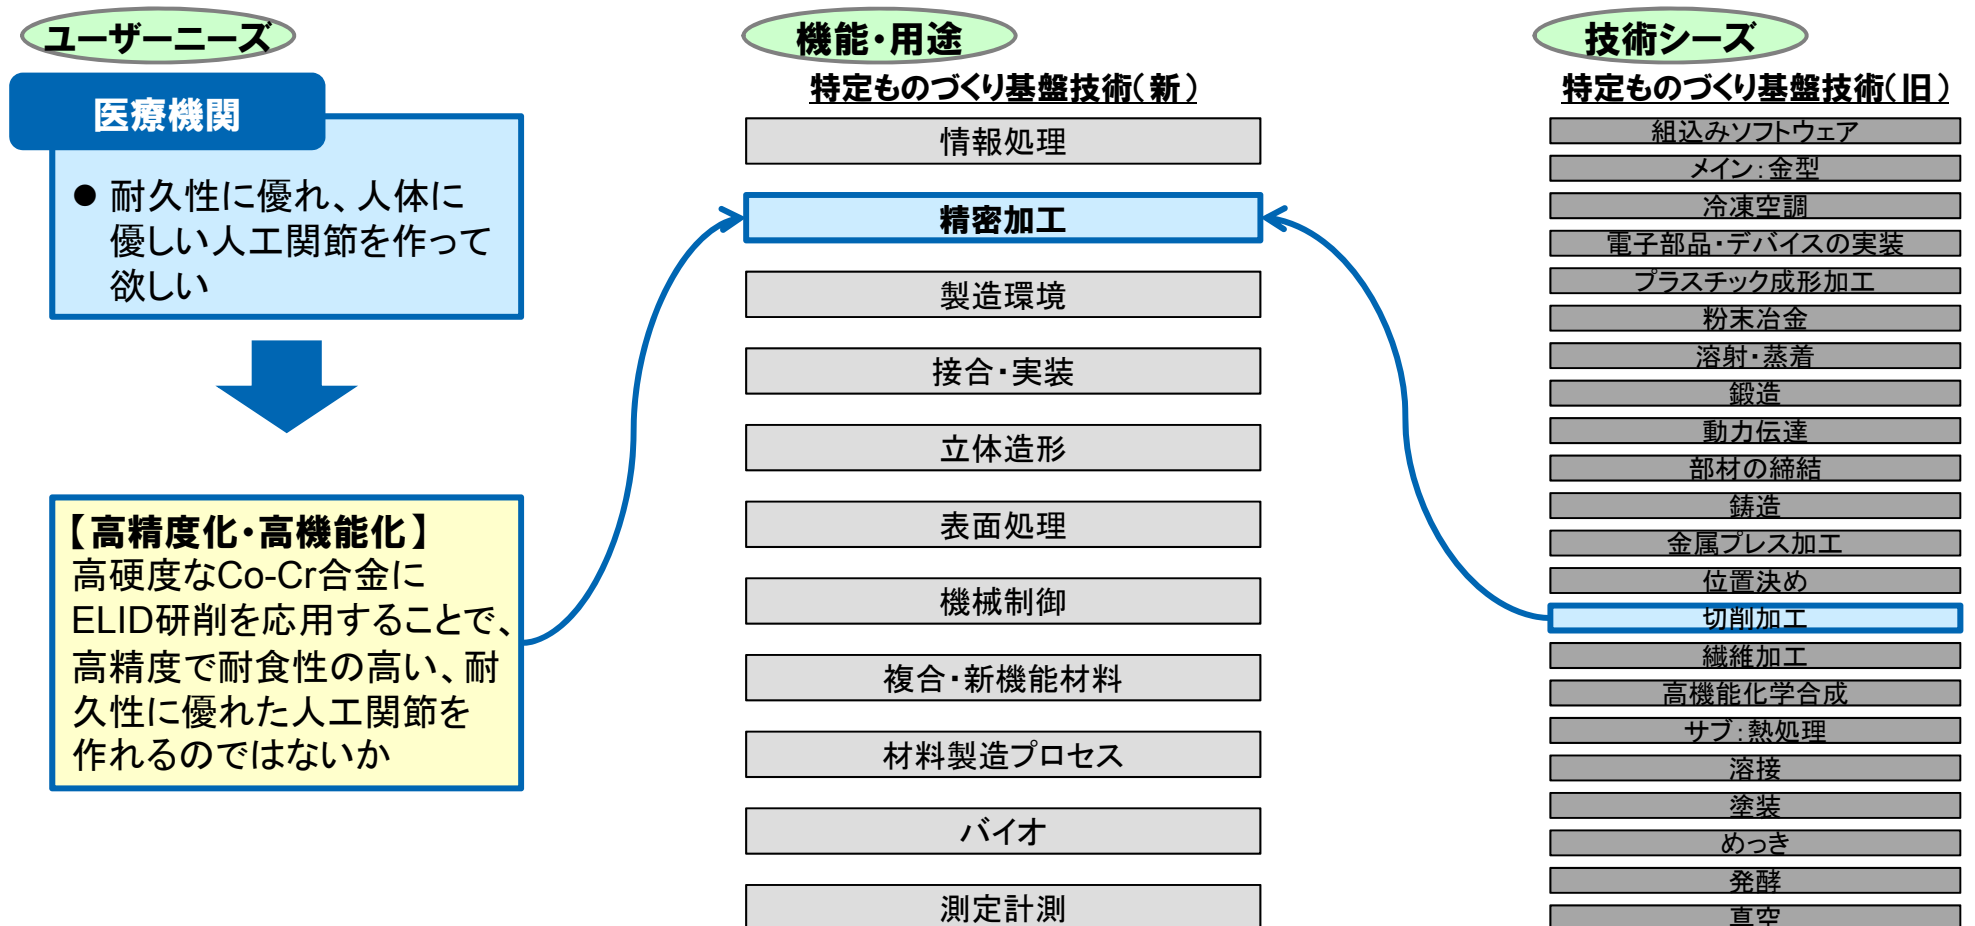 ユーザーニーズ
医療機関
● 耐久性に優れ、人体に
優しい人工関節を作って
欲しい
【高精度化・高機能化】
高硬度なCo-Cr合金に
ELID研削を応用することで、
高精度で耐食性の高い、耐
久性に優れた人工関節を
作れるのではないか
機能・用途
特定ものづくり基盤技術（新）
情報処理
精密加工
製造環境
接合・実装
立体造形
表面処理
機械制御
複合・新機能材料
材料製造プロセス
バイオ
測定計測
技術シーズ
特定ものづくり基盤技術（旧）
組込みソフトウェア
メイン：金型
冷凍空調
電子部品・デバイスの実装
プラスチック成形加工
粉末冶金
溶射・蒸着
鍛造
動力伝達
部材の締結
鋳造
金属プレス加工
位置決め
切削加工
繊維加工
高機能化学合成
サブ：熱処理
溶接
塗装
めっき
発酵
真空